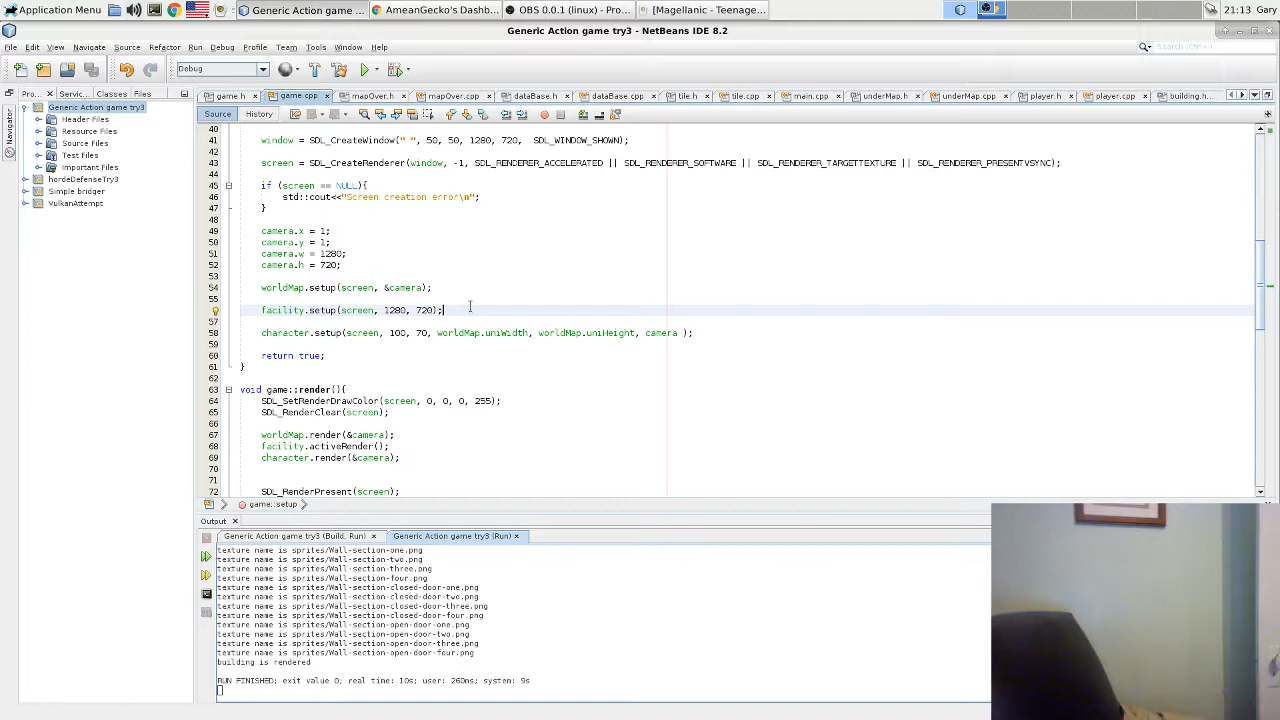 Application Menu
Generic Action game ...
AmeanGecko's Dashb...
OBS 0.0.1 (linux) - Pro...
[Magellanic - Teenage...
21:13 Gary
Generic Action game try3 - NetBeans IDE 8.2
File Edit View Navigate Source Refactor Run Debug Profile Team Tools Window Help
Search (Ctrl+I)
Debug
Pro... Servic... Classes Files
game.h game.cpp mapOver.h mapOver.cpp dataBase.h dataBase.cpp tile.h tile.cpp main.cpp underMap.h underMap.cpp player.h player.cpp building.h...
Navigator
Generic Action game try3
Header Files
Resource Files
Source Files
Test Files
Important Files
hordeDefenseTry3
Simple bridger
VulkanAttempt
Source History
40
41 window = SDL_CreateWindow(" ", 50, 50, 1280, 720, SDL_WINDOW_SHOWN);
42
43 screen = SDL_CreateRenderer(window, -1, SDL_RENDERER_ACCELERATED || SDL_RENDERER_SOFTWARE || SDL_RENDERER_TARGETTEXTURE || SDL_RENDERER_PRESENTVSYNC);
44
45 if (screen == NULL){
46 std::cout<<"Screen creation error\n";
47 }
48
49 camera.x = 1;
50 camera.y = 1;
51 camera.w = 1280;
52 camera.h = 720;
53
54 worldMap.setup(screen, &camera);
55
facility.setup(screen, 1280, 720);
57
58 character.setup(screen, 100, 70, worldMap.uniWidth, worldMap.uniHeight, camera );
59
60 return true;
61 }
62
63 void game::render(){
64 SDL_SetRenderDrawColor(screen, 0, 0, 0, 255);
65 SDL_RenderClear(screen);
66
67 worldMap.render(&camera);
68 facility.activeRender();
69 character.render(&camera);
70
71
72 SDL_RenderPresent(screen);
game::setup
Output
Generic Action game try3 (Build, Run) Generic Action game try3 (Run)
texture name is sprites/Wall-section-one.png
texture name is sprites/Wall-section-two.png
texture name is sprites/Wall-section-three.png
texture name is sprites/Wall-section-four.png
texture name is sprites/Wall-section-closed-door-one.png
texture name is sprites/Wall-section-closed-door-two.png
texture name is sprites/Wall-section-closed-door-three.png
texture name is sprites/Wall-section-closed-door-four.png
texture name is sprites/Wall-section-open-door-one.png
texture name is sprites/Wall-section-open-door-two.png
texture name is sprites/Wall-section-open-door-three.png
texture name is sprites/Wall-section-open-door-four.png
building is rendered
RUN FINISHED; exit value 0; real time: 10s; user: 260ms; system: 9s